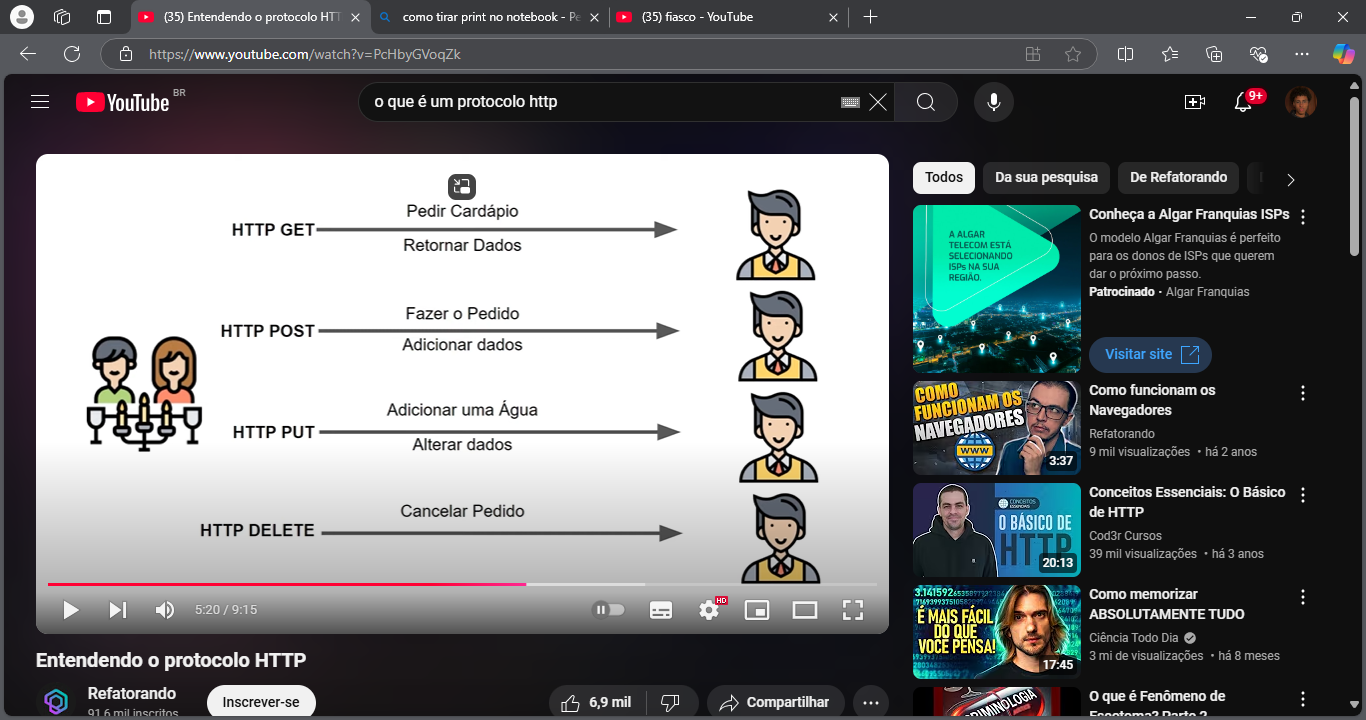 (35) Entendendo o protocolo HTT
como tirar print no notebook - Pe
(35) fiasco - YouTube
https://www.youtube.com/watch?v=PcHbyGVoqZk
YouTube BR
o que é um protocolo http
9+
HTTP GET
Pedir Cardápio
Retornar Dados
HTTP POST
Fazer o Pedido
Adicionar dados
HTTP PUT
Adicionar uma Água
Alterar dados
HTTP DELETE
Cancelar Pedido
5:20 / 9:15
HD
Entendendo o protocolo HTTP
Refatorando
91,6 mil inscritos
Inscrever-se
6,9 mil
Compartilhar
Todos
Da sua pesquisa
De Refatorando
A ALGAR
TELECOM ESTÁ
SELECIONANDO
ISPs NA SUA
REGIÃO.
Conheça a Algar Franquias ISPs
O modelo Algar Franquias é perfeito
para os donos de ISPs que querem
dar o próximo passo.
Patrocinado · Algar Franquias
Visitar site
COMO
FUNCIONAM OS
NAVEGADORES
WWW
3:37
Como funcionam os
Navegadores
Refatorando
9 mil visualizações • há 2 anos
CONCEITOS
ESSENCIAIS
O BÁSICO DE
HTTP
20:13
Conceitos Essenciais: O Básico
de HTTP
Cod3r Cursos
39 mil visualizações • há 3 anos
É MAIS FÁCIL
DO QUE
VOCÊ PENSA!
17:45
Como memorizar
ABSOLUTAMENTE TUDO
Ciência Todo Dia
3 mi de visualizações • há 8 meses
O que é Fenômeno de
Escotoma? Parte 2